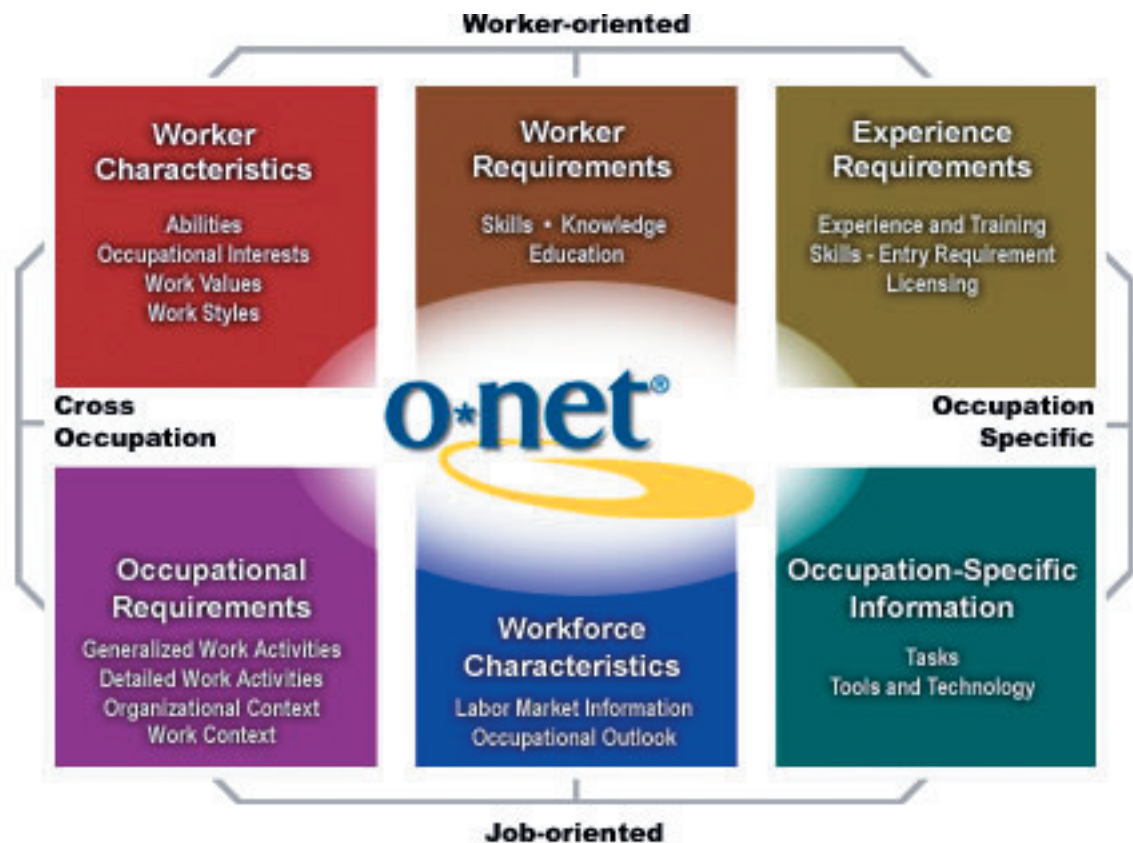 Worker-oriented
Worker
Characteristics
Abilities
Occupational Interests
Work Values
Work Styles
Worker
Requirements
Skills • Knowledge
Education
Experience
Requirements
Experience and Training
Skills - Entry Requirement
Licensing
Cross
Occupation
o*net®
Occupation
Specific
Occupational
Requirements
Generalized Work Activities
Detailed Work Activities
Organizational Context
Work Context
Workforce
Characteristics
Labor Market Information
Occupational Outlook
Occupation-Specific
Information
Tasks
Tools and Technology
Job-oriented